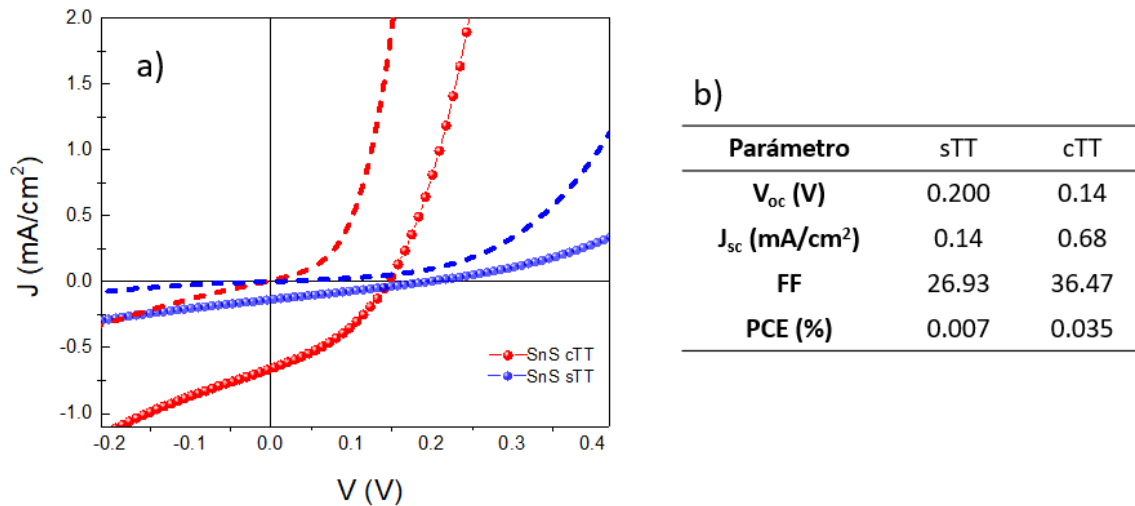 a)
2.0
1.5
1.0
0.5
0.0
-0.5
-1.0
J (mA/cm²)
-0.2 -0.1 0.0 0.1 0.2 0.3 0.4
V (V)
SnS cTT
SnS sTT
b)
Parámetro sTT cTT
Voc (V) 0.200 0.14
Jsc (mA/cm²) 0.14 0.68
FF 26.93 36.47
PCE (%) 0.007 0.035